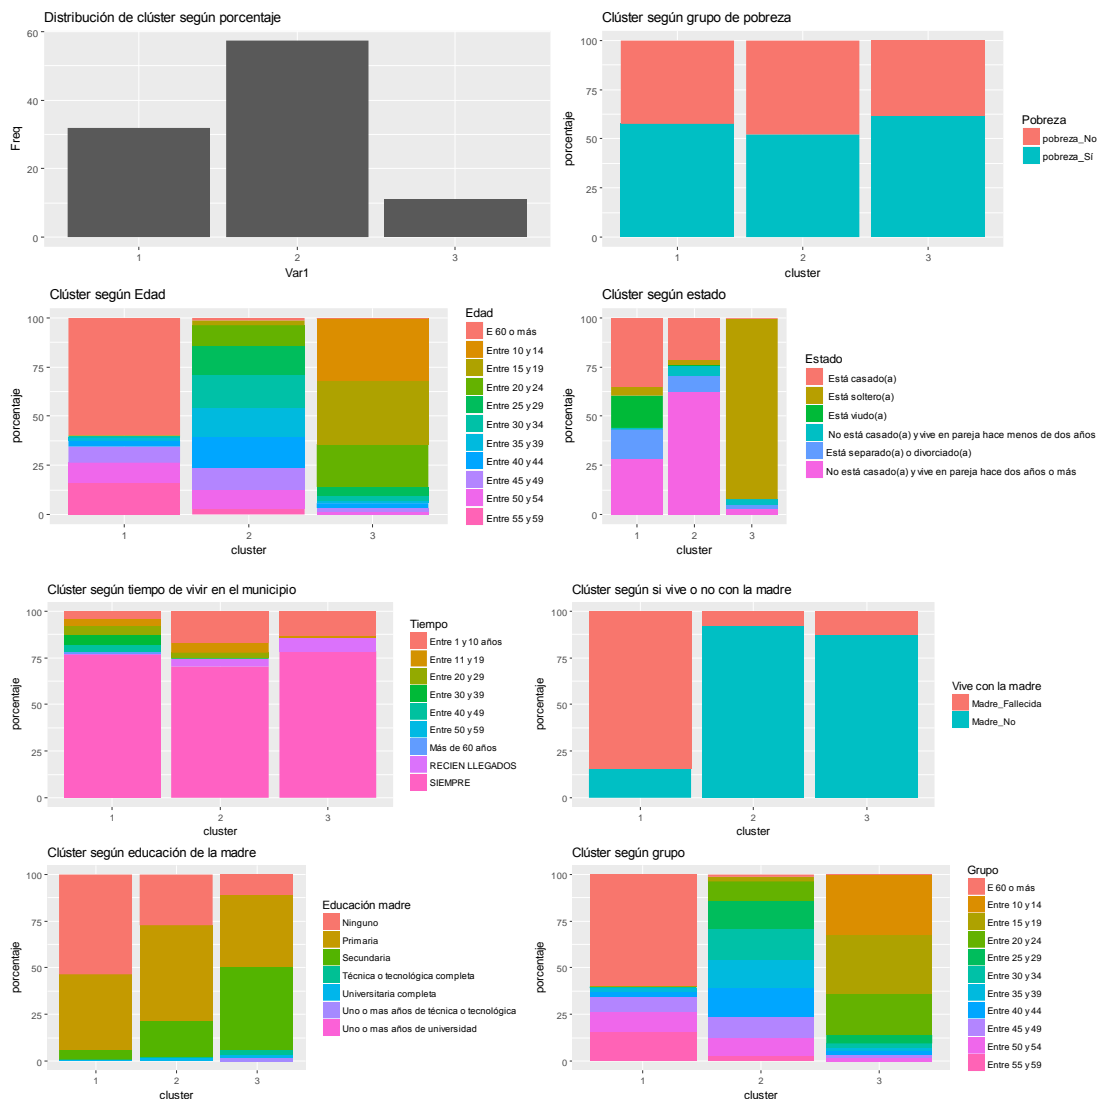 Distribución de clúster según porcentaje
60
40
20
0
Freq
1
2
3
Var1
Clúster según grupo de pobreza
100
75
50
25
0
porcentaje
1
2
3
cluster
Pobreza
pobreza_No
pobreza_Sí
Clúster según Edad
100
75
50
25
0
porcentaje
1
2
3
cluster
Edad
E 60 o más
Entre 10 y 14
Entre 15 y 19
Entre 20 y 24
Entre 25 y 29
Entre 30 y 34
Entre 35 y 39
Entre 40 y 44
Entre 45 y 49
Entre 50 y 54
Entre 55 y 59
Clúster según estado
100
75
50
25
0
porcentaje
1
2
3
cluster
Estado
Está casado(a)
Está soltero(a)
Está viudo(a)
No está casado(a) y vive en pareja hace menos de dos años
Está separado(a) o divorciado(a)
No está casado(a) y vive en pareja hace dos años o más
Clúster según tiempo de vivir en el municipio
100
75
50
25
0
porcentaje
1
2
3
cluster
Tiempo
Entre 1 y 10 años
Entre 11 y 19
Entre 20 y 29
Entre 30 y 39
Entre 40 y 49
Entre 50 y 59
Más de 60 años
RECIEN LLEGADOS
SIEMPRE
Clúster según si vive o no con la madre
100
75
50
25
0
porcentaje
1
2
3
cluster
Vive con la madre
Madre_Fallecida
Madre_No
Clúster según educación de la madre
100
75
50
25
0
porcentaje
1
2
3
cluster
Educación madre
Ninguno
Primaria
Secundaria
Técnica o tecnológica completa
Universitaria completa
Uno o mas años de técnica o tecnológica
Uno o mas años de universidad
Clúster según grupo
100
75
50
25
0
porcentaje
1
2
3
cluster
Grupo
E 60 o más
Entre 10 y 14
Entre 15 y 19
Entre 20 y 24
Entre 25 y 29
Entre 30 y 34
Entre 35 y 39
Entre 40 y 44
Entre 45 y 49
Entre 50 y 54
Entre 55 y 59